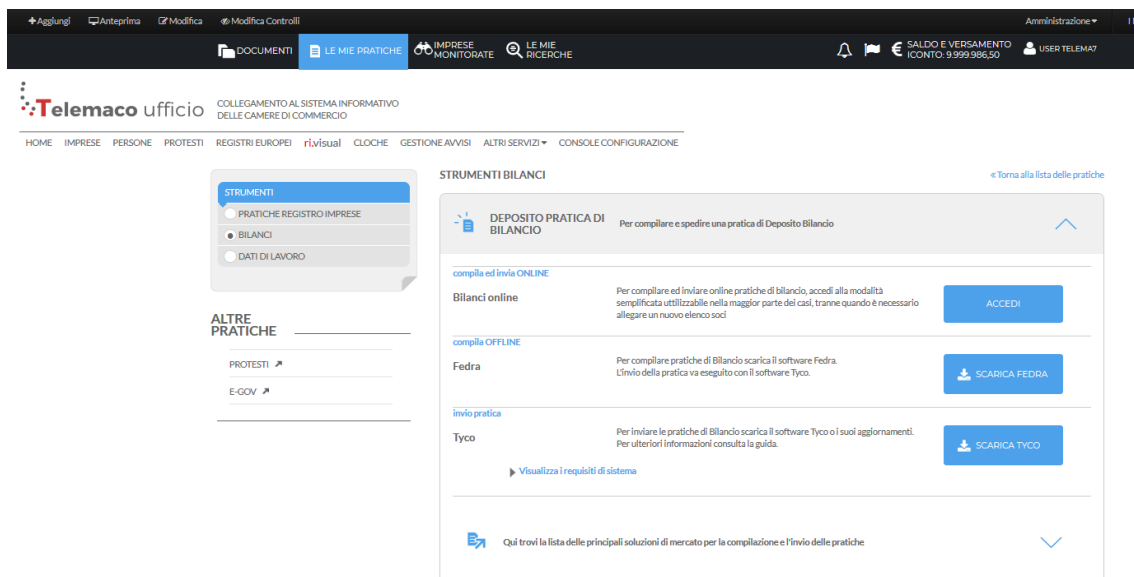 Aggiungi Anteprima Modifica Modifica Controlli Amministrazione
DOCUMENTI LE MIE PRATICHE IMPRESE MONITORATE LE MIE RICERCHE € SALDO E VERSAMENTO ICONTO: 9.999.986,50 USER TELEMA7
Telemaco ufficio
COLLEGAMENTO AL SISTEMA INFORMATIVO
DELLE CAMERE DI COMMERCIO
HOME IMPRESE PERSONE PROTESTI REGISTRI EUROPEI ri.visual CLOCHE GESTIONE AVVISI ALTRI SERVIZI CONSOLE CONFIGURAZIONE
STRUMENTI
PRATICHE REGISTRO IMPRESE
BILANCI
DATI DI LAVORO
ALTRE
PRATICHE
PROTESTI
E-GOV
STRUMENTI BILANCI
« Torna alla lista delle pratiche
DEPOSITO PRATICA DI
BILANCIO
Per compilare e spedire una pratica di Deposito Bilancio
compila ed invia ONLINE
Bilanci online
Per compilare ed inviare online pratiche di bilancio, accedi alla modalità
semplificata uttilizzabile nella maggior parte dei casi, tranne quando è necessario
allegare un nuovo elenco soci
ACCEDI
compila OFFLINE
Fedra
Per compilare pratiche di Bilancio scarica il software Fedra.
L'invio della pratica va eseguito con il software Tyco.
SCARICA FEDRA
invio pratica
Tyco
Per inviare le pratiche di Bilancio scarica il software Tyco o i suoi aggiornamenti.
Per ulteriori informazioni consulta la guida.
SCARICA TYCO
Visualizza i requisiti di sistema
Qui trovi la lista delle principali soluzioni di mercato per la compilazione e l'invio delle pratiche